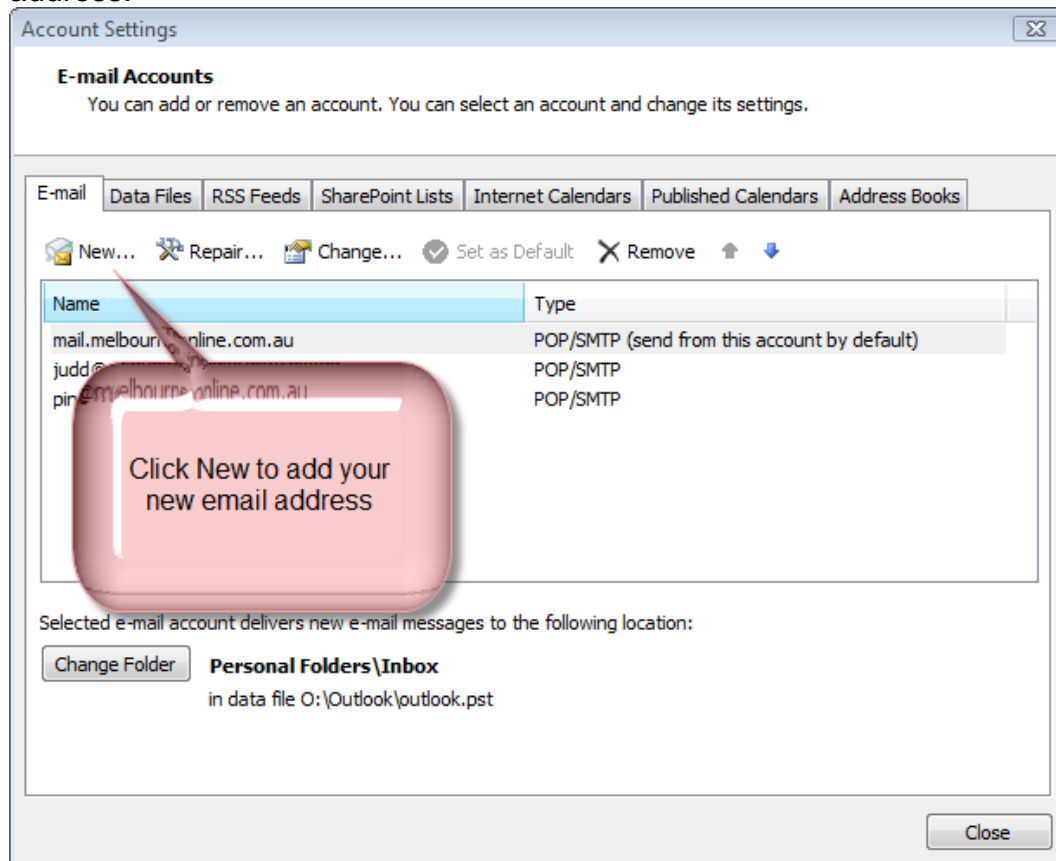 address.
Account Settings
E-mail Accounts
You can add or remove an account. You can select an account and change its settings.
E-mail Data Files RSS Feeds SharePoint Lists Internet Calendars Published Calendars Address Books
New... Repair... Change... Set as Default Remove
Name Type
mail.melbourneonline.com.au POP/SMTP (send from this account by default)
POP/SMTP
POP/SMTP
Click New to add your
new email address
Selected e-mail account delivers new e-mail messages to the following location:
Change Folder Personal Folders\Inbox
in data file O:\Outlook\outlook.pst
Close